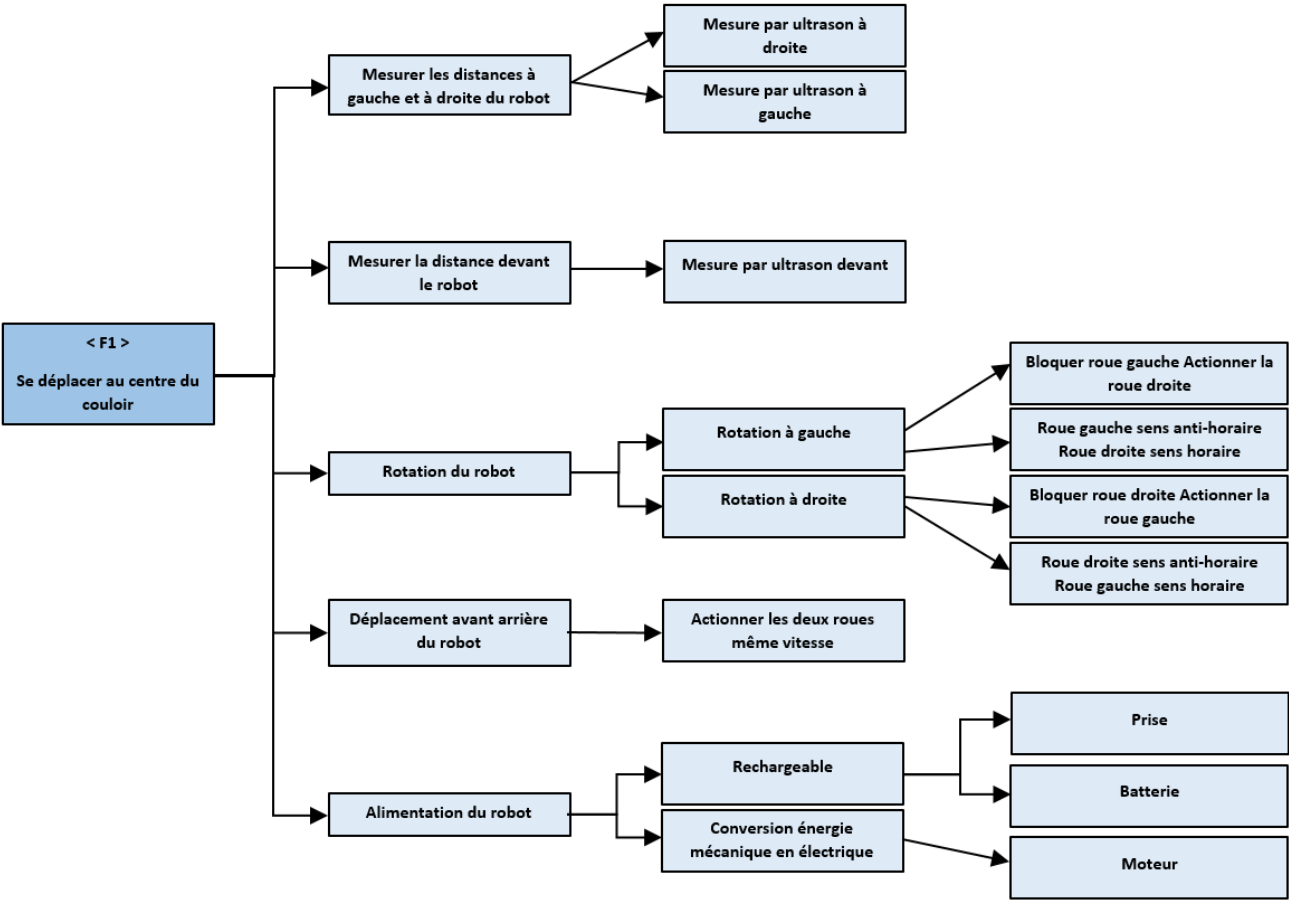 Mesure par ultrason à
droite
Mesurer les distances à
gauche et à droite du robot
Mesure par ultrason à
gauche
Mesurer la distance devant
le robot
Mesure par ultrason devant
< F1 >
Se déplacer au centre du
couloir
Bloquer roue gauche Actionner la
roue droite
Rotation à gauche
Roue gauche sens anti-horaire
Roue droite sens horaire
Rotation du robot
Rotation à droite
Bloquer roue droite Actionner la
roue gauche
Roue droite sens anti-horaire
Roue gauche sens horaire
Déplacement avant arrière
du robot
Actionner les deux roues
même vitesse
Prise
Rechargeable
Batterie
Alimentation du robot
Conversion énergie
mécanique en électrique
Moteur